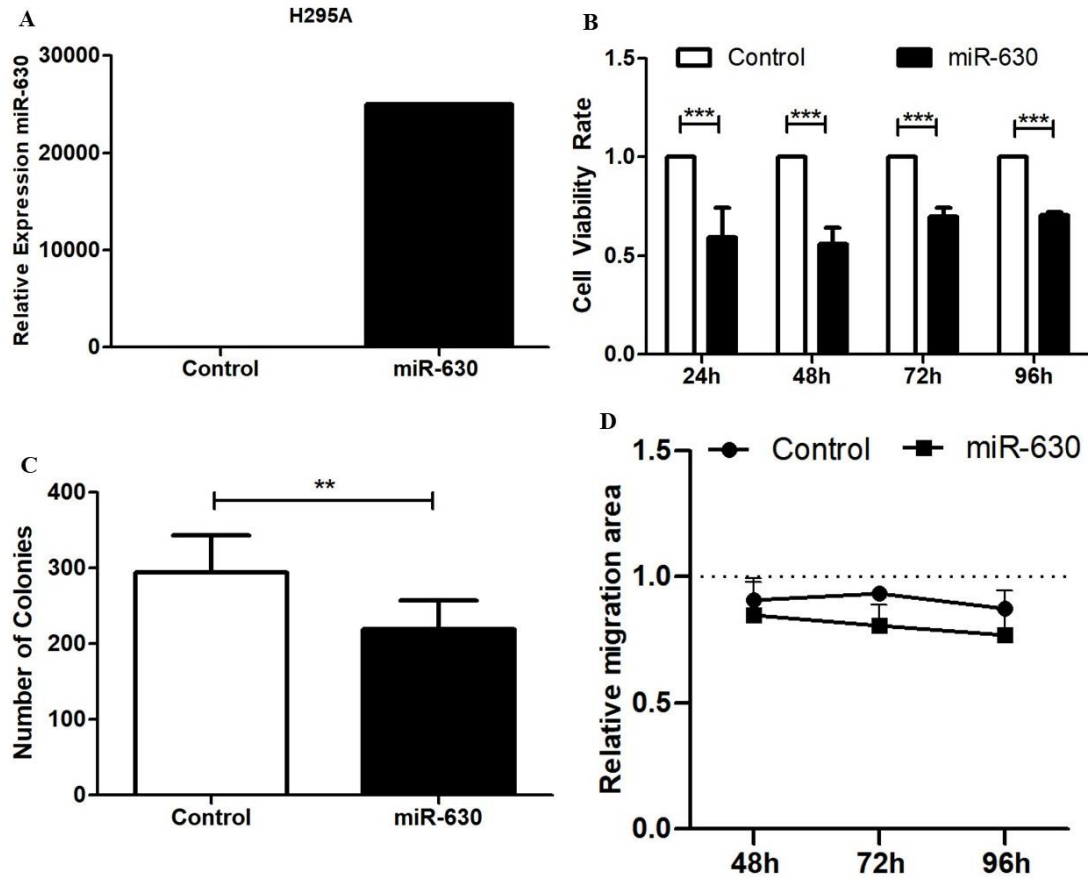 A
H295A
Relative Expression miR-630
30000
20000
10000
0
Control
miR-630
B
Control
miR-630
Cell Viability Rate
1.5
1.0
0.5
0.0
***
***
***
***
24h
48h
72h
96h
C
Number of Colonies
400
300
200
100
0
**
Control
miR-630
D
Control
miR-630
Relative migration area
1.5
1.0
0.5
0.0
48h
72h
96h